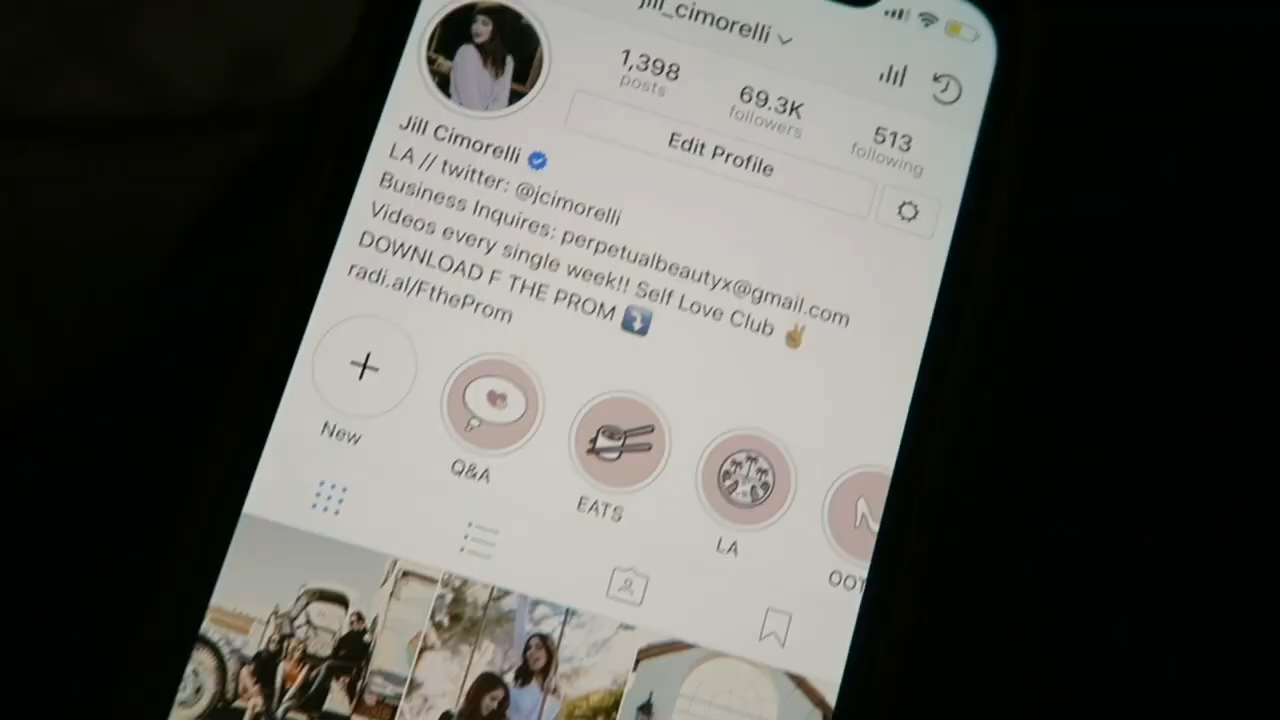 jill_cimorelli
1,398
posts
69.3K
followers
513
following
Edit Profile
Jill Cimorelli
LA // twitter: @jcimorelli
Business Inquires: perpetualbeautyx@gmail.com
Videos every single week!! Self Love Club ✌
DOWNLOAD F THE PROM ⤵
radi.al/FtheProm
New
Q&A
EATS
LA
OOT